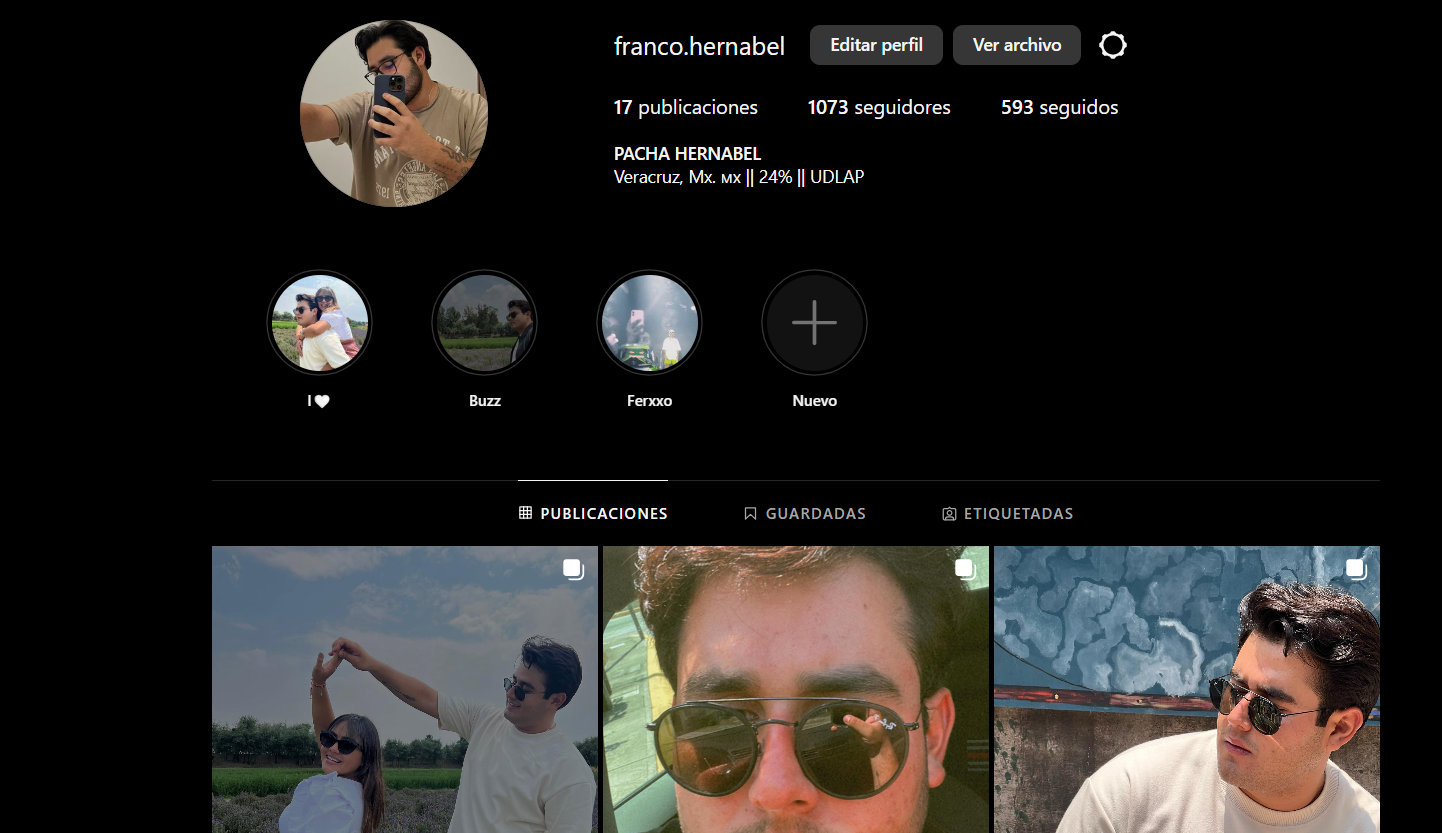 franco.hernabel Editar perfil Ver archivo
17 publicaciones 1073 seguidores 593 seguidos
PACHA HERNABEL
Veracruz, Mx. ᴍx || 24% || UDLAP
I🤍 Buzz Ferxxo Nuevo
PUBLICACIONES GUARDADAS ETIQUETADAS